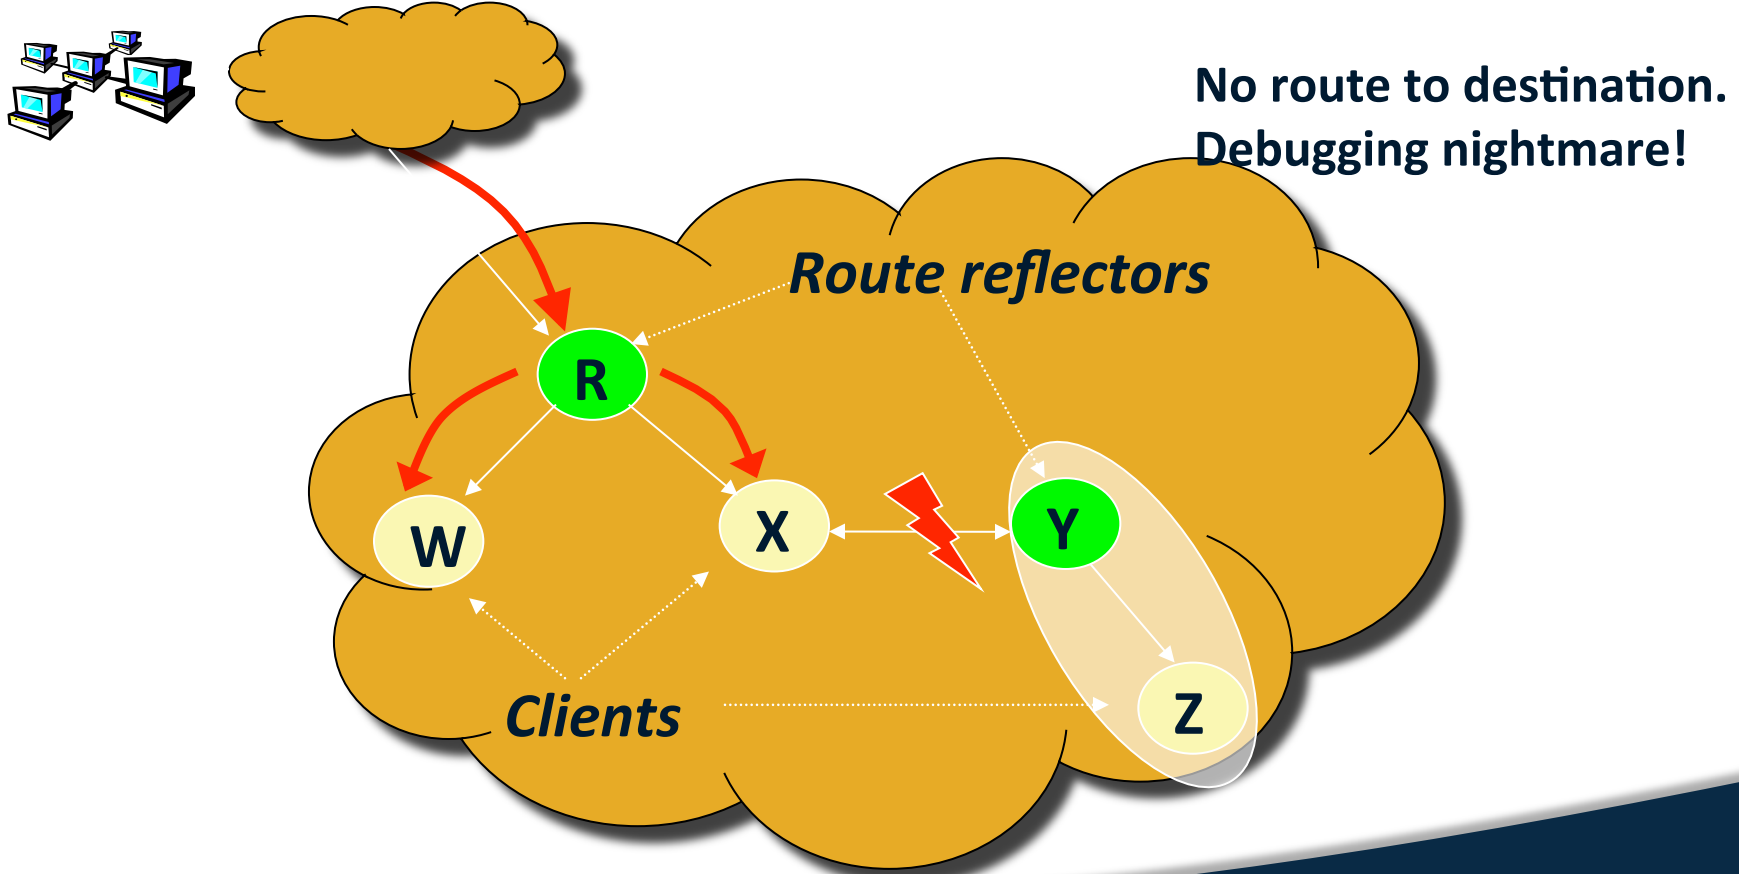 No route to destination.
Debugging nightmare!
Route reflectors
R
W
X
Y
Clients
Z